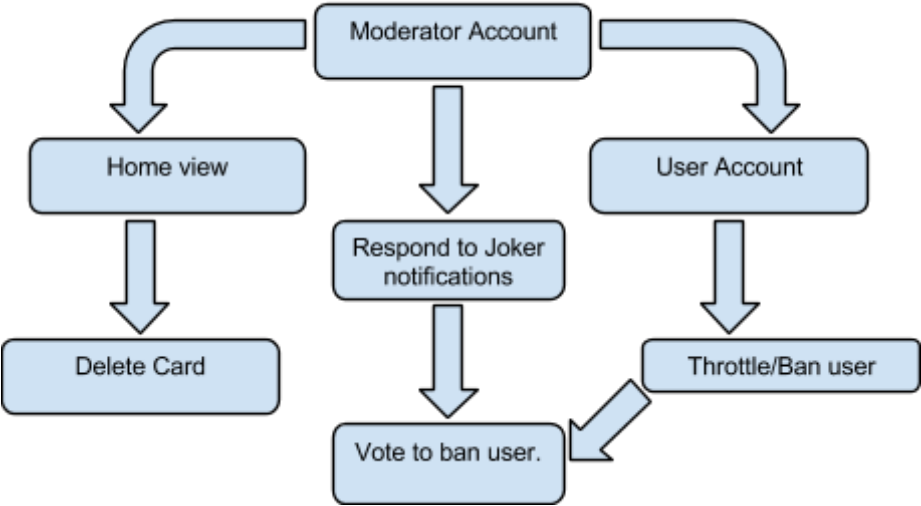 Moderator Account
Home view
User Account
Respond to Joker
notifications
Delete Card
Throttle/Ban user
Vote to ban user.